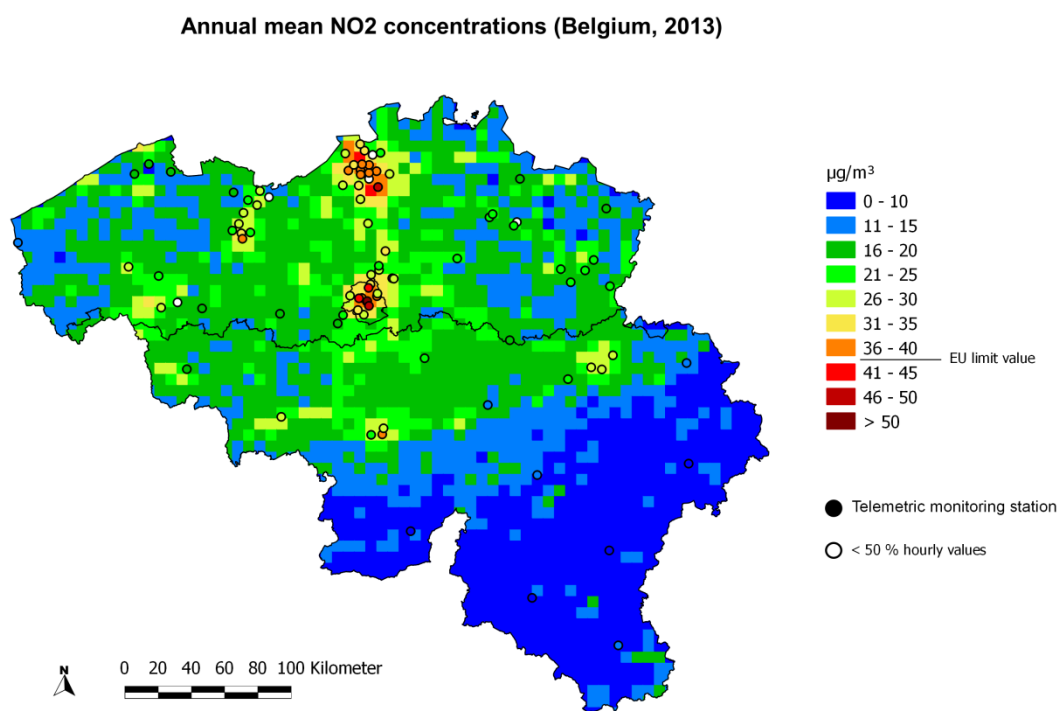 Annual mean NO2 concentrations (Belgium, 2013)
µg/m³
0 - 10
11 - 15
16 - 20
21 - 25
26 - 30
31 - 35
36 - 40
EU limit value
41 - 45
46 - 50
> 50
Telemetric monitoring station
< 50 % hourly values
N
0 20 40 60 80 100 Kilometer